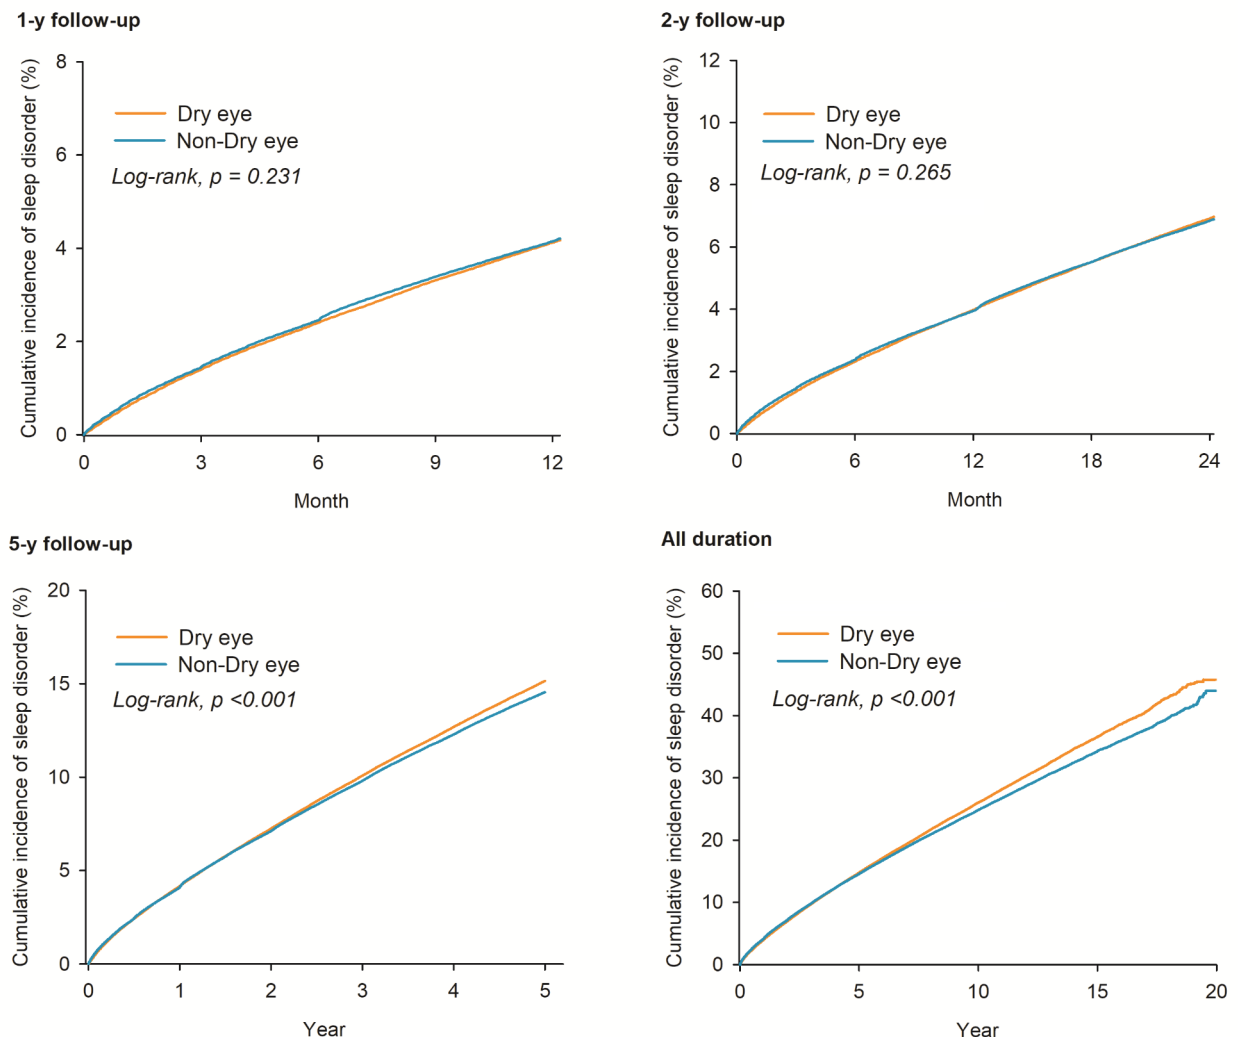 1-y follow-up
Cumulative incidence of sleep disorder (%)
8
6
4
2
0
Dry eye
Non-Dry eye
Log-rank, p = 0.231
0 3 6 9 12
Month
2-y follow-up
Cumulative incidence of sleep disorder (%)
12
10
8
6
4
2
0
Dry eye
Non-Dry eye
Log-rank, p = 0.265
0 6 12 18 24
Month
5-y follow-up
Cumulative incidence of sleep disorder (%)
20
15
10
5
0
Dry eye
Non-Dry eye
Log-rank, p <0.001
0 1 2 3 4 5
Year
All duration
Cumulative incidence of sleep disorder (%)
60
50
40
30
20
10
0
Dry eye
Non-Dry eye
Log-rank, p <0.001
0 5 10 15 20
Year